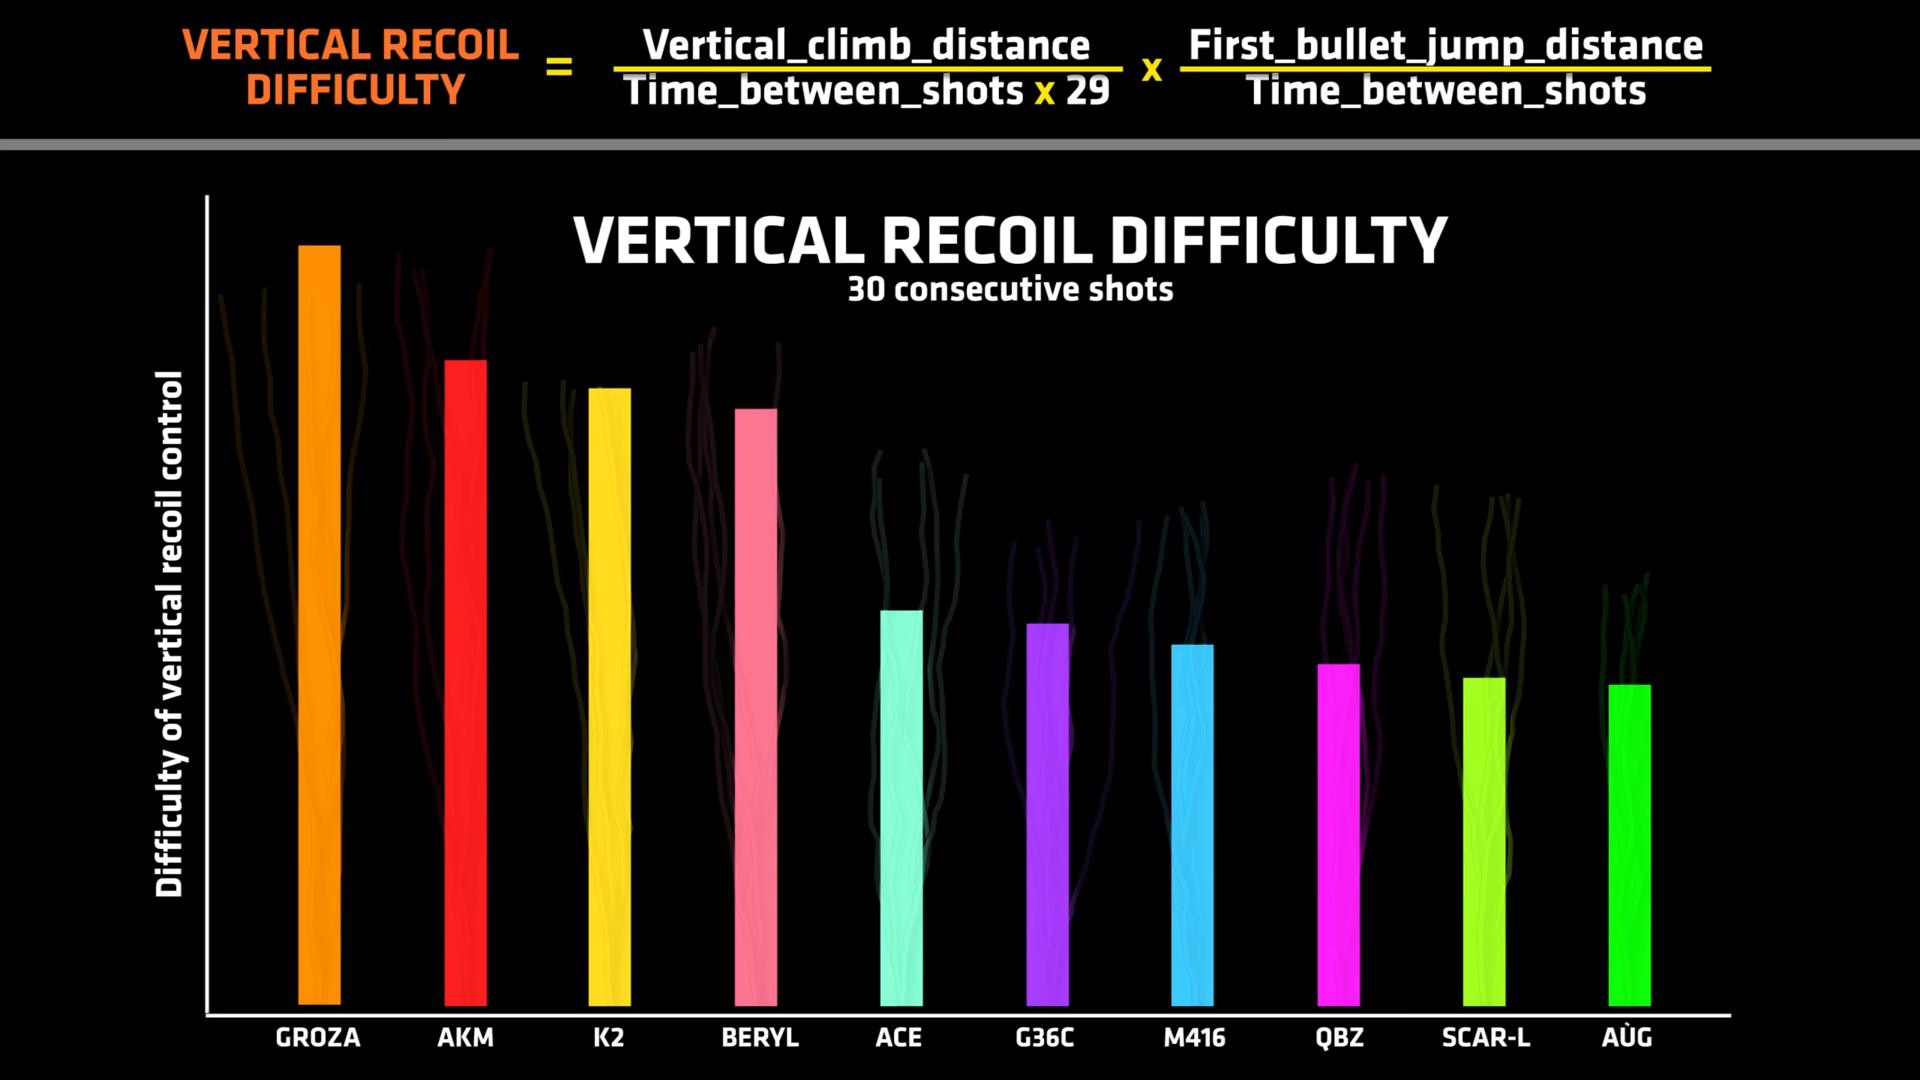 VERTICAL RECOIL
DIFFICULTY
=
Vertical_climb_distance
Time_between_shots x 29
x
First_bullet_jump_distance
Time_between_shots
VERTICAL RECOIL DIFFICULTY
30 consecutive shots
Difficulty of vertical recoil control
GROZA AKM K2 BERYL ACE G36C M416 QBZ SCAR-L AÙG